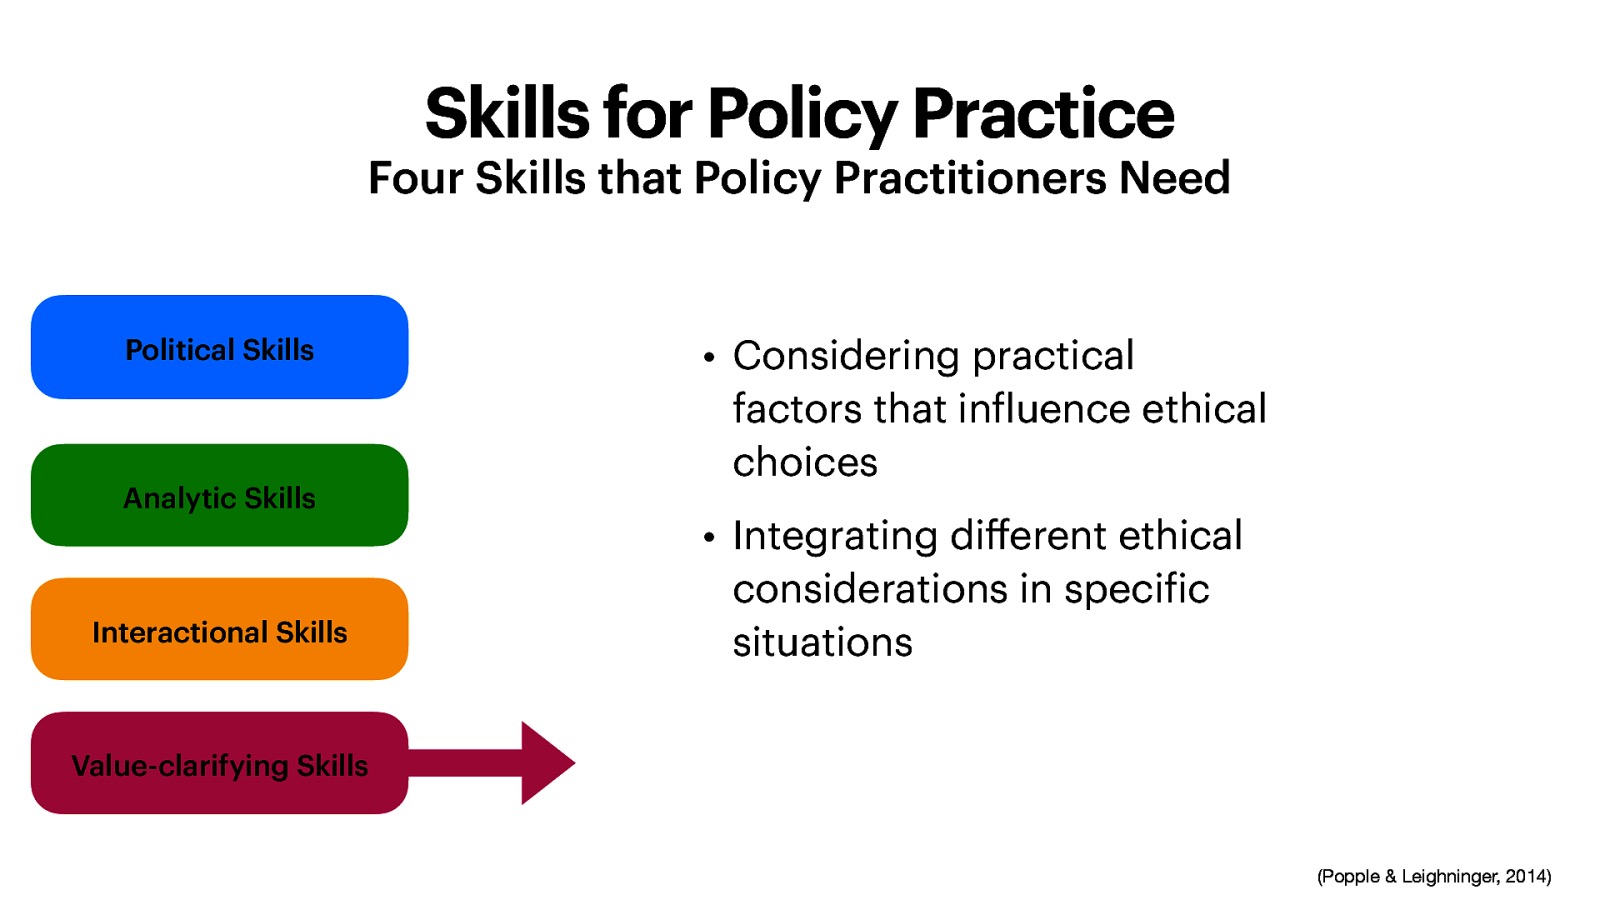 Skills for Policy Practice
Four Skills that Policy Practitioners Need
Political Skills
Analytic Skills
Interactional Skills
Value-clarifying Skills
• Considering practical
factors that influence ethical
choices
• Integrating different ethical
considerations in specific
situations
(Popple & Leighninger, 2014)